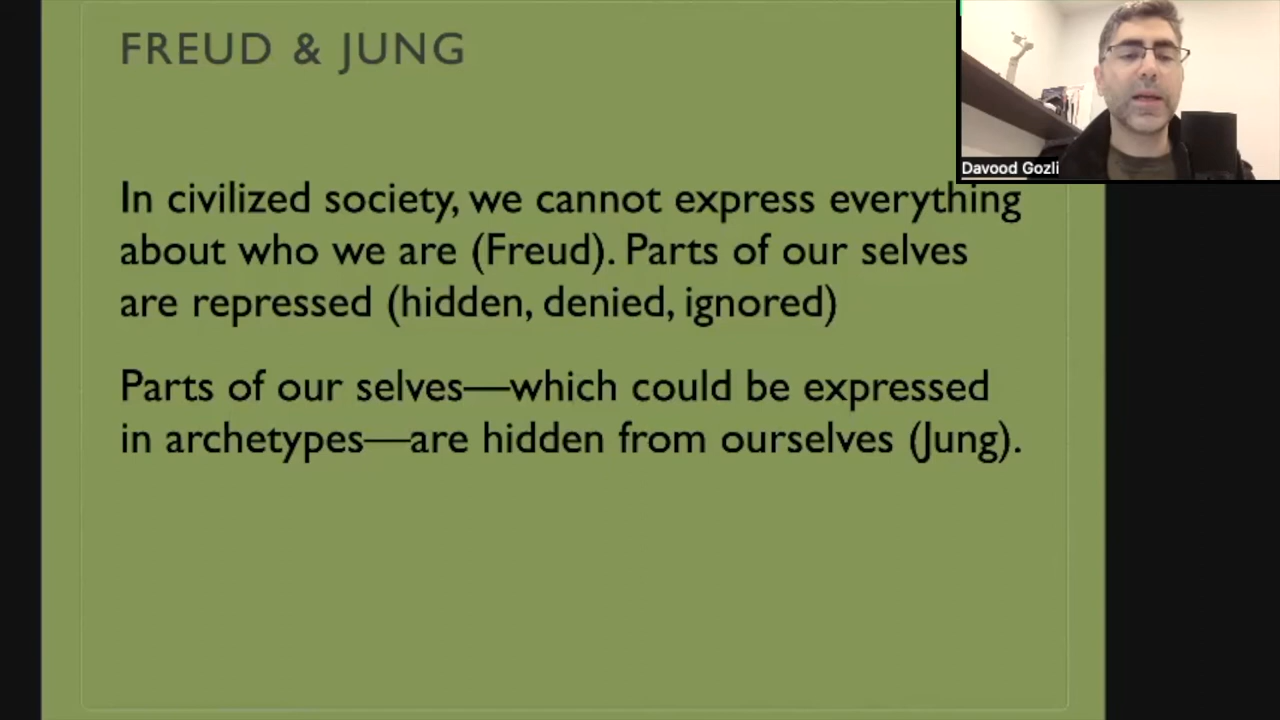 FREUD & JUNG
Davood Gozli
In civilized society, we cannot express everything
about who we are (Freud). Parts of our selves
are repressed (hidden, denied, ignored)
Parts of our selves—which could be expressed
in archetypes—are hidden from ourselves (Jung).